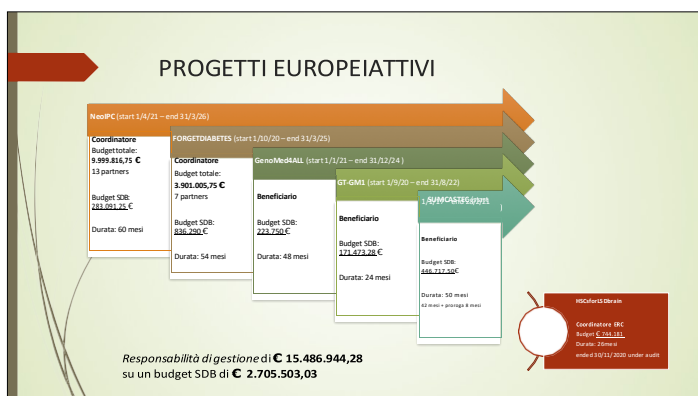 PROGETTI EUROPEIATTIVI
NeoIPC (start 1/4/21 – end 31/3/26)
Coordinatore
Budget totale:
9.999.816,75 €
13 partners
Budget SDB:
283.091,25 €
Durata: 60 mesi
FORGETDIABETES (start 1/10/20 – end 31/3/25)
Coordinatore
Budget totale:
3.901.005,75 €
7 partners
Budget SDB:
836.290 €
Durata: 54 mesi
GenoMed4ALL (start 1/1/21 – end 31/12/24 )
Beneficiario
Budget SDB:
223.750 €
Durata: 48 mesi
GT-GM1 (start 1/9/20 – end 31/8/22)
Beneficiario
Budget SDB:
171.473,28 €
Durata: 24 mesi
SUMCASTEC
Beneficiario
Budget SDB:
446.717,50€
Durata: 50 mesi
42 mesi + proroga 8 mesi
HSCsforLSDbrain
Coordinatore ERC
Budget € 744.181
Durata: 26mesi
ended 30/11/2020 under audit
Responsabilità di gestione di € 15.486.944,28
su un budget SDB di € 2.705.503,03